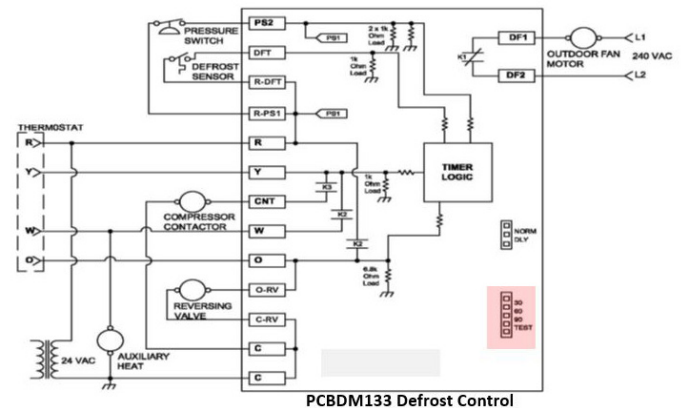 PS2
PRESSURE
SWITCH
PS1
2 x 1k
Ohm
Load
DFT
DEFROST
SENSOR
1k
Ohm
Load
R-DFT
R-PS1
PS1
DF1
DF2
K1
OUTDOOR FAN
MOTOR
L1
240 VAC
L2
THERMOSTAT
R
R
Y
Y
K3
1k
Ohm
Load
TIMER
LOGIC
CNT
COMPRESSOR
CONTACTOR
K2
W
W
K2
NORM
DLY
O
O
6.8k
Ohm
Load
O-RV
REVERSING
VALVE
C-RV
30
60
90
TEST
24 VAC
AUXILIARY
HEAT
C
C
PCBDM133 Defrost Control